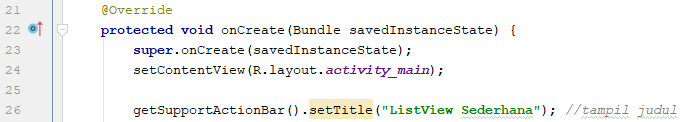 21 @Override
22 protected void onCreate(Bundle savedInstanceState) {
23 super.onCreate(savedInstanceState);
24 setContentView(R.layout.activity_main);
25
26 getSupportActionBar().setTitle("ListView Sederhana"); //tampil judul